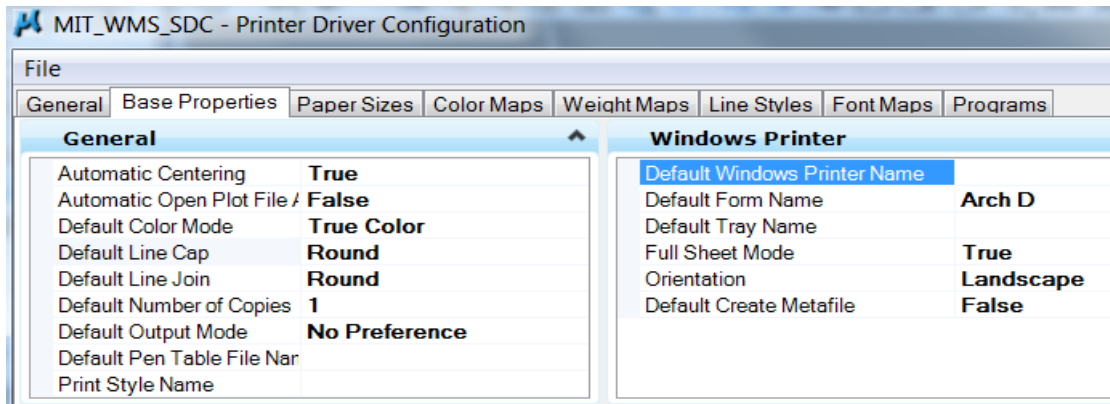 MIT_WMS_SDC - Printer Driver Configuration
File
General Base Properties Paper Sizes Color Maps Weight Maps Line Styles Font Maps Programs
General
Automatic Centering True
Automatic Open Plot File A False
Default Color Mode True Color
Default Line Cap Round
Default Line Join Round
Default Number of Copies 1
Default Output Mode No Preference
Default Pen Table File Nan
Print Style Name
Windows Printer
Default Windows Printer Name
Default Form Name Arch D
Default Tray Name
Full Sheet Mode True
Orientation Landscape
Default Create Metafile False